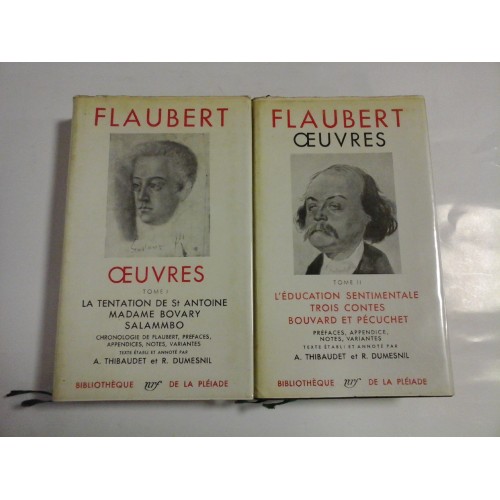 FLAUBERT
ŒUVRES
TOME I
LA TENTATION DE St ANTOINE
MADAME BOVARY
SALAMMBO
CHRONOLOGIE DE FLAUBERT, PRÉFACES,
APPENDICES, NOTES, VARIANTES
TEXTE ÉTABLI ET ANNOTÉ PAR
A. THIBAUDET et R. DUMESNIL
BIBLIOTHÈQUE nrf DE LA PLÉIADE
FLAUBERT
ŒUVRES
TOME II
L'ÉDUCATION SENTIMENTALE
TROIS CONTES
BOUVARD ET PÉCUCHET
PRÉFACES, APPENDICE,
NOTES, VARIANTES
TEXTE ÉTABLI ET ANNOTÉ PAR
A. THIBAUDET et R. DUMESNIL
BIBLIOTHÈQUE nrf DE LA PLÉIADE